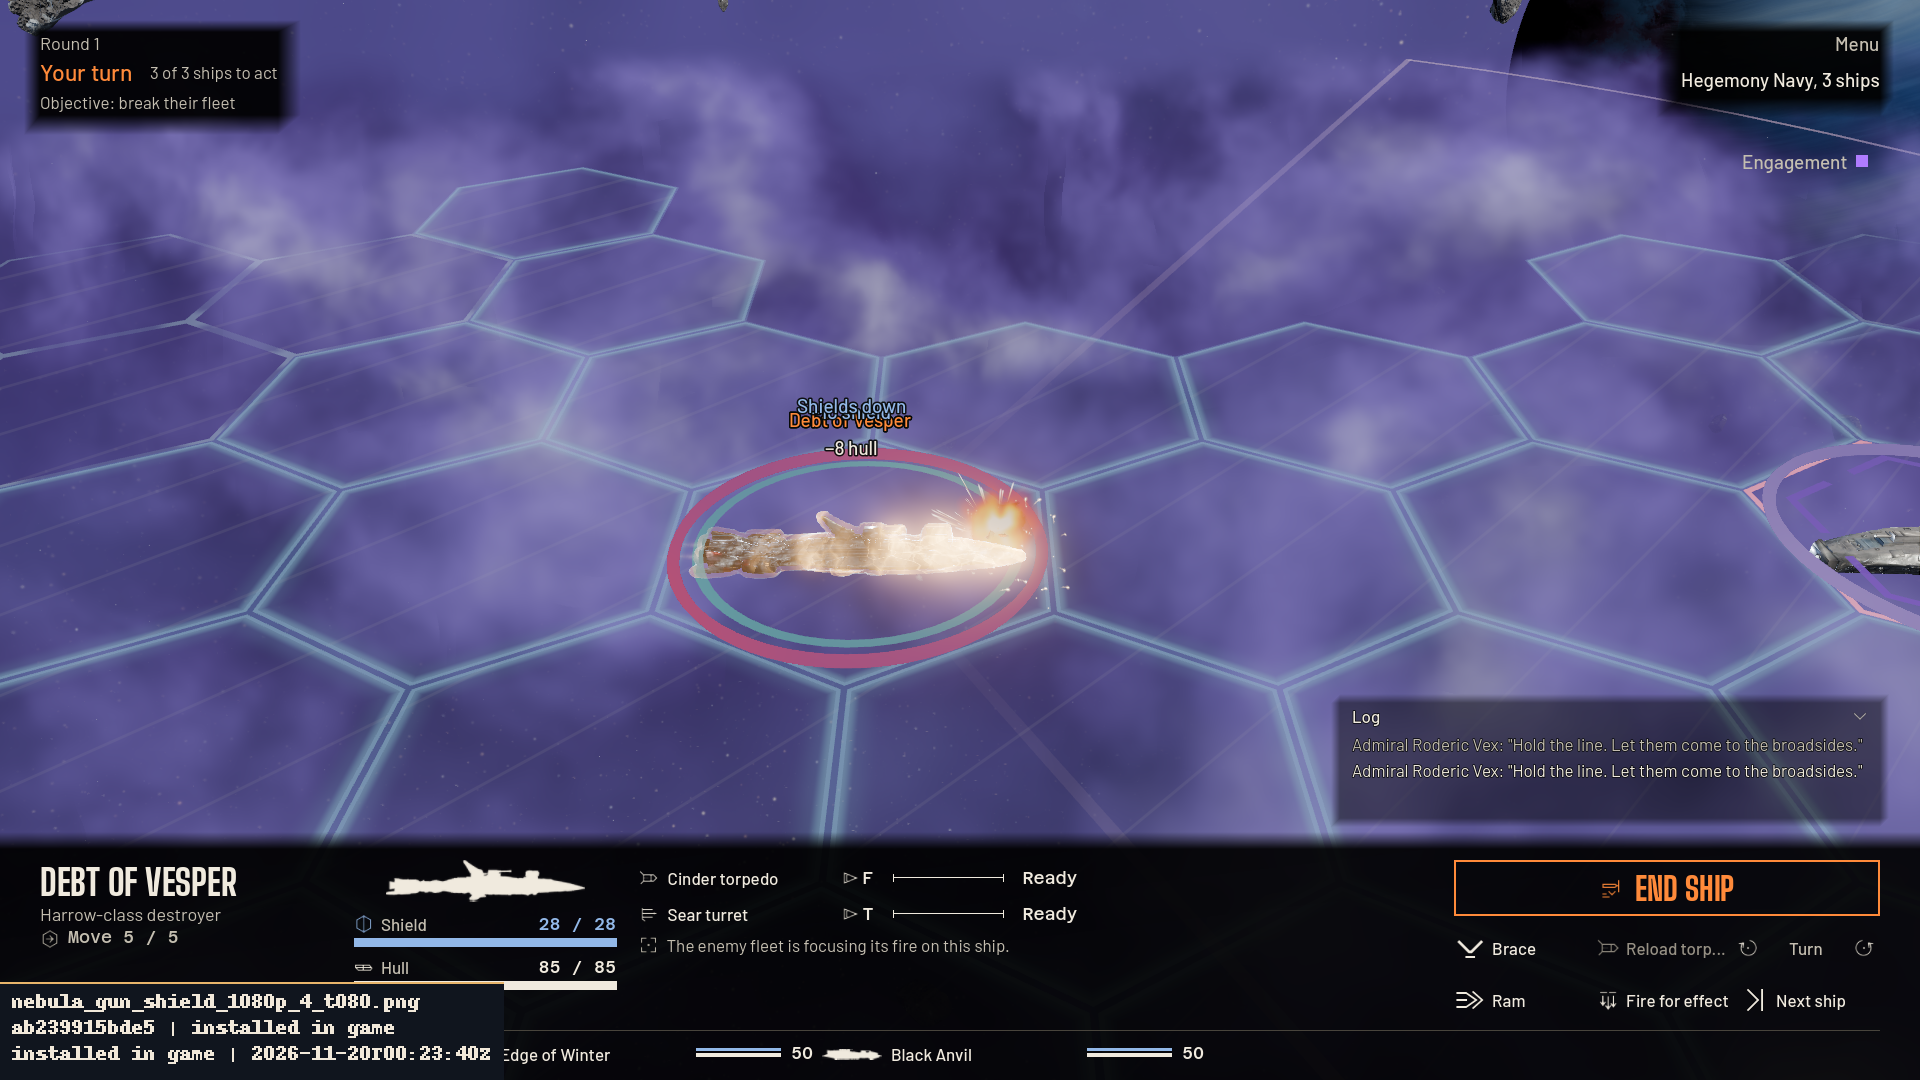 Round 1
Your turn 3 of 3 ships to act
Objective: break their fleet
Menu
Hegemony Navy, 3 ships
Engagement
Shields down
Debt of Vesper
−8 hull
Log
Admiral Roderic Vex: "Hold the line. Let them come to the broadsides."
Admiral Roderic Vex: "Hold the line. Let them come to the broadsides."
DEBT OF VESPER
Harrow-class destroyer
Move 5 / 5
Shield 28 / 28
Hull 85 / 85
Cinder torpedo F Ready
Sear turret T Ready
The enemy fleet is focusing its fire on this ship.
END SHIP
Brace Reload torp... Turn
Ram Fire for effect Next ship
nebula_gun_shield_1080p_4_t080.png
ab239915bde5 | installed in game
installed in game | 2026-11-20T00:23:40Z
Edge of Winter 50 Black Anvil 50